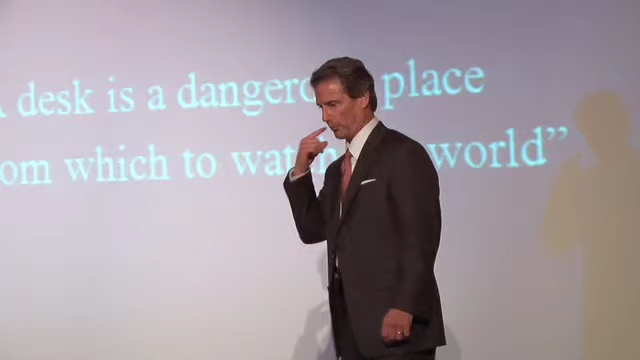 desk is a dangero place
om which to wat world”